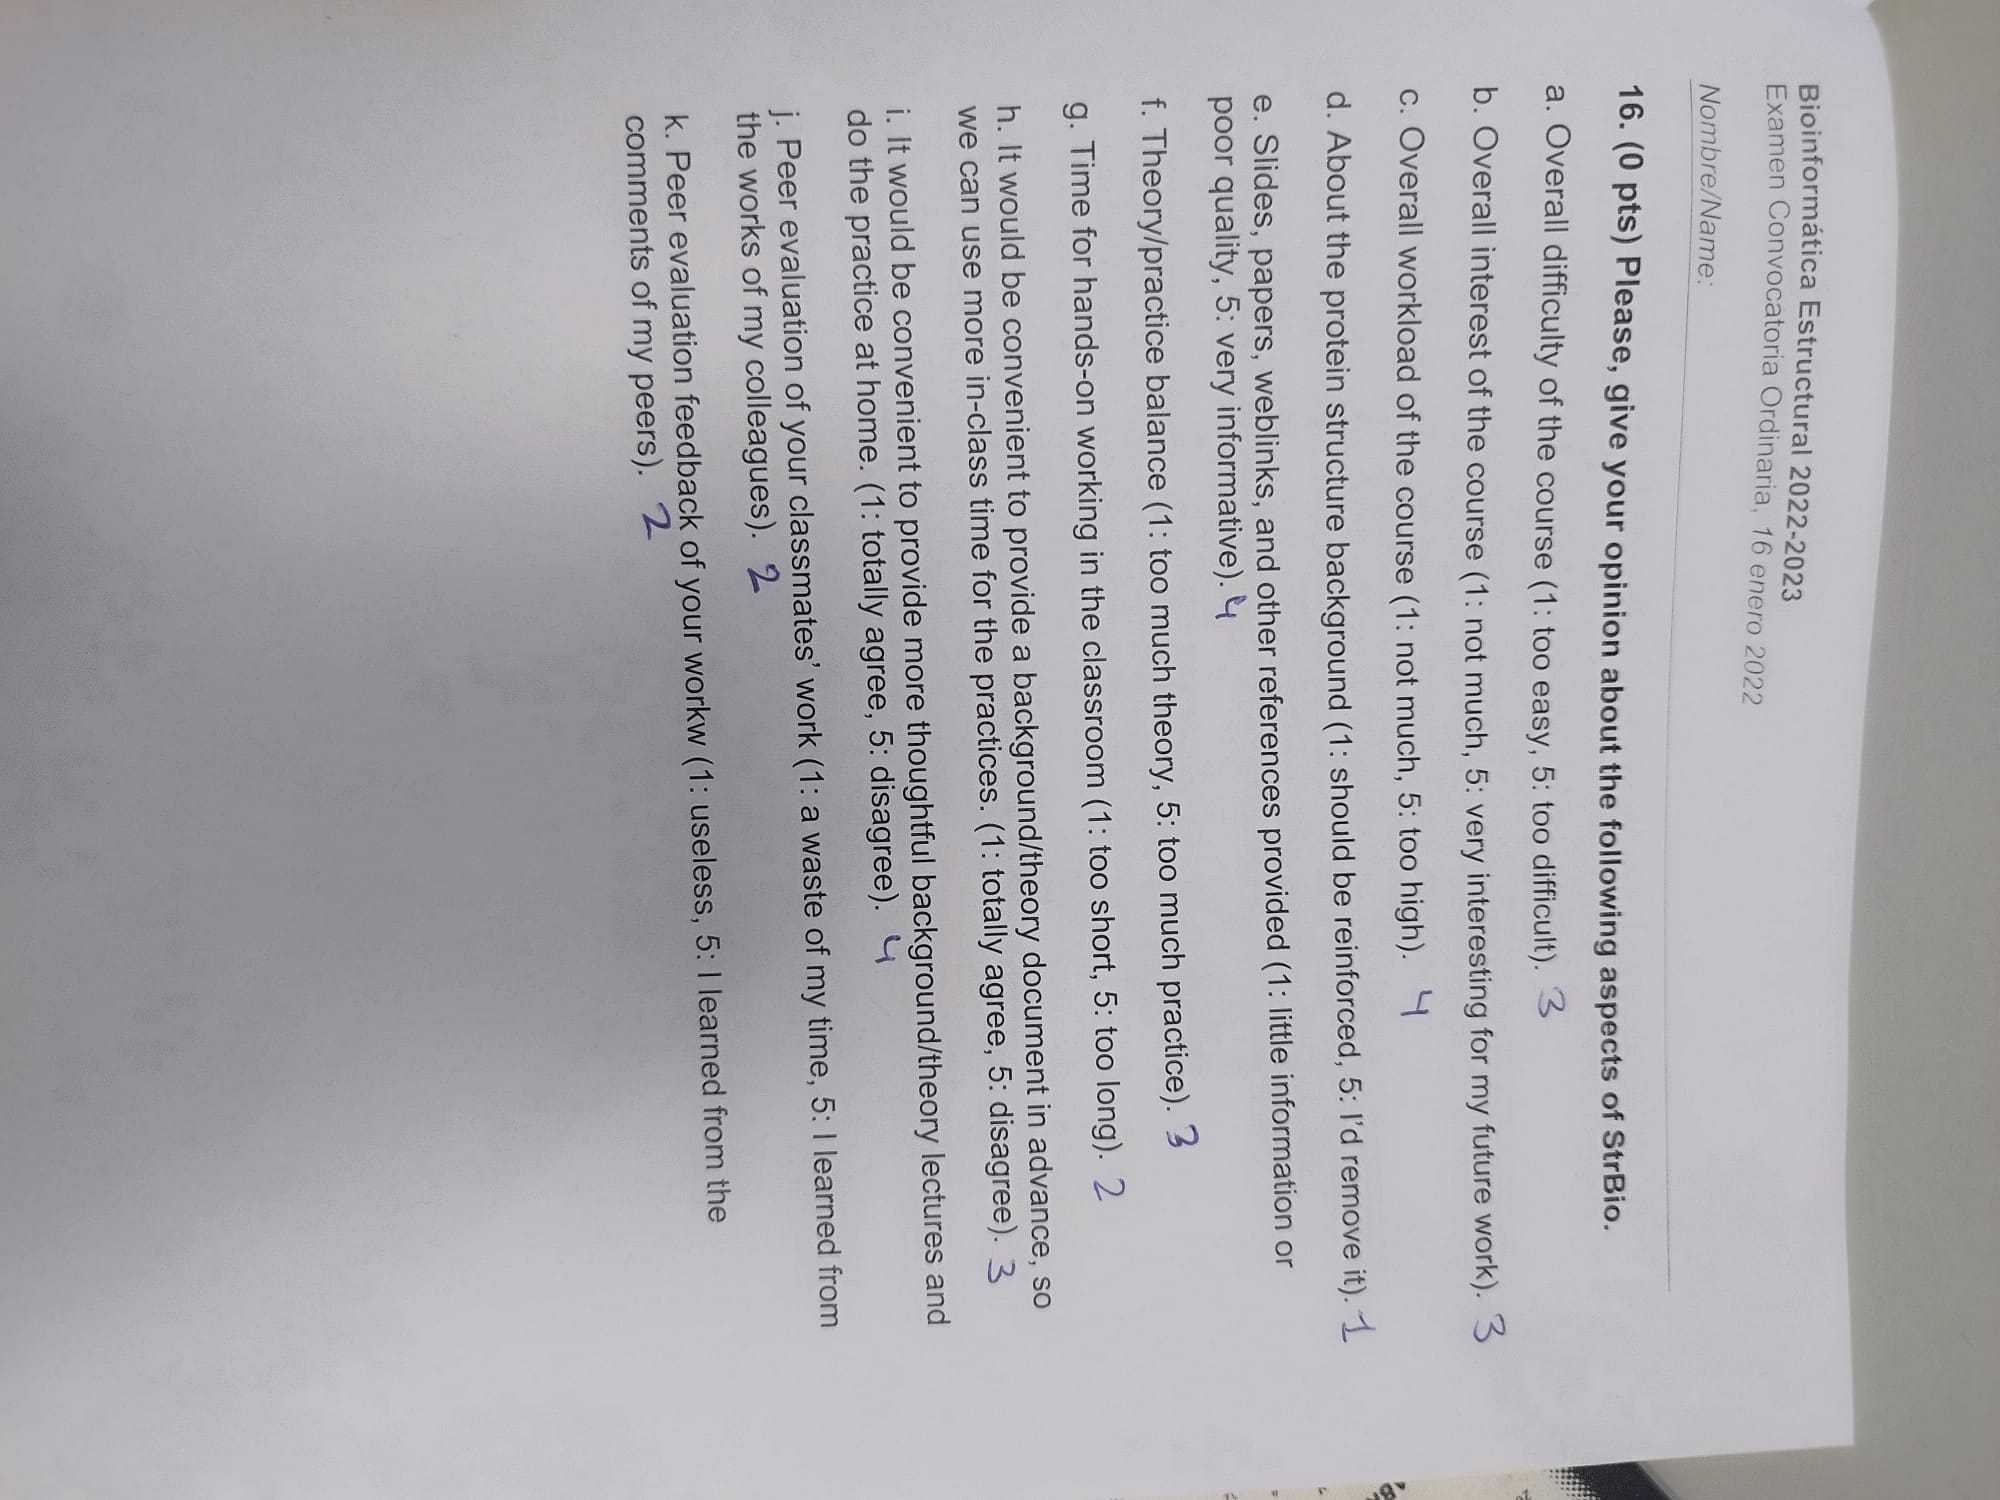 Bioinformática Estructural 2022-2023
Examen Convocatoria Ordinaria, 16 enero 2022
Nombre/Name:
16. (0 pts) Please, give your opinion about the following aspects of StrBio.
a. Overall difficulty of the course (1: too easy, 5: too difficult). 3
b. Overall interest of the course (1: not much, 5: very interesting for my future work). 3
c. Overall workload of the course (1: not much, 5: too high). 4
d. About the protein structure background (1: should be reinforced, 5: I'd remove it). 1
e. Slides, papers, weblinks, and other references provided (1: little information or
poor quality, 5: very informative). 4
f. Theory/practice balance (1: too much theory, 5: too much practice). 3
g. Time for hands-on working in the classroom (1: too short, 5: too long). 2
h. It would be convenient to provide a background/theory document in advance, so
we can use more in-class time for the practices. (1: totally agree, 5: disagree). 3
i. It would be convenient to provide more thoughtful background/theory lectures and
do the practice at home. (1: totally agree, 5: disagree). 4
j. Peer evaluation of your classmates' work (1: a waste of my time, 5: I learned from
the works of my colleagues). 2
k. Peer evaluation feedback of your workw (1: useless, 5: I learned from the
comments of my peers). 2